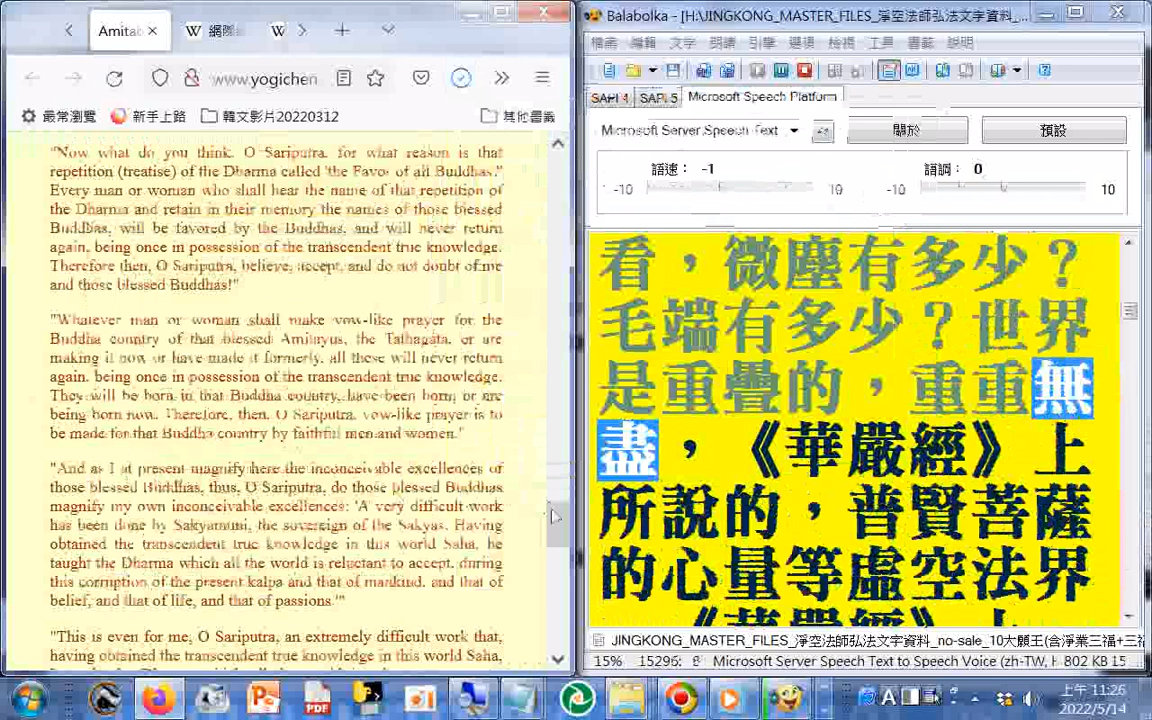 Amitab
網際
www.yogichen
最常瀏覽
新手上路
韓文影片20220312
其他書籤
"Now what do you think, O Sariputra, for what reason is that
repetition (treatise) of the Dharma called 'the Favor of all Buddhas.'
Every man or woman who shall hear the name of that repetition of
the Dharma and retain in their memory the names of those blessed
Buddhas, will be favored by the Buddhas, and will never return
again, being once in possession of the transcendent true knowledge.
Therefore then, O Sariputra, believe, accept, and do not doubt of me
and those blessed Buddhas!"
"Whatever man or woman shall make vow-like prayer for the
Buddha country of that blessed Amitayus, the Tathagata, or are
making it now or have made it formerly, all these will never return
again, being once in possession of the transcendent true knowledge.
They will be born in that Buddha country, have been born, or are
being born now. Therefore, then, O Sariputra, vow-like prayer is to
be made for that Buddha country by faithful men and women."
"And as I at present magnify here the inconceivable excellences of
those blessed Buddhas, thus, O Sariputra, do those blessed Buddhas
magnify my own inconceivable excellences: 'A very difficult work
has been done by Sakyamuni, the sovereign of the Sakyas. Having
obtained the transcendent true knowledge in this world Saha, he
taught the Dharma which all the world is reluctant to accept, during
this corruption of the present kalpa and that of mankind, and that of
belief, and that of life, and that of passions.'"
"This is even for me, O Sariputra, an extremely difficult work that,
having obtained the transcendent true knowledge in this world Saha,
Balabolka - [H:\JINGKONG_MASTER_FILES_淨空法師弘法文字資料_...
檔案 編輯 文字 朗讀 引擎 選項 檢視 工具 書籤 說明
SAPI 4 SAPI 5 Microsoft Speech Platform
Microsoft Server Speech Text
關於
預設
語速: -1
語調: 0
-10 10 -10 10
看，微塵有多少？
毛端有多少？世界
是重疊的，重重無
盡，《華嚴經》上
所說的，普賢菩薩
的心量等虛空法界
《華嚴經》上
JINGKONG_MASTER_FILES_淨空法師弘法文字資料_no-sale_10大願王(含淨業三福+三
15% 15296: 8 Microsoft Server Speech Text to Speech Voice (zh-TW, H 802 KB 15
上午 11:26
2022/5/14